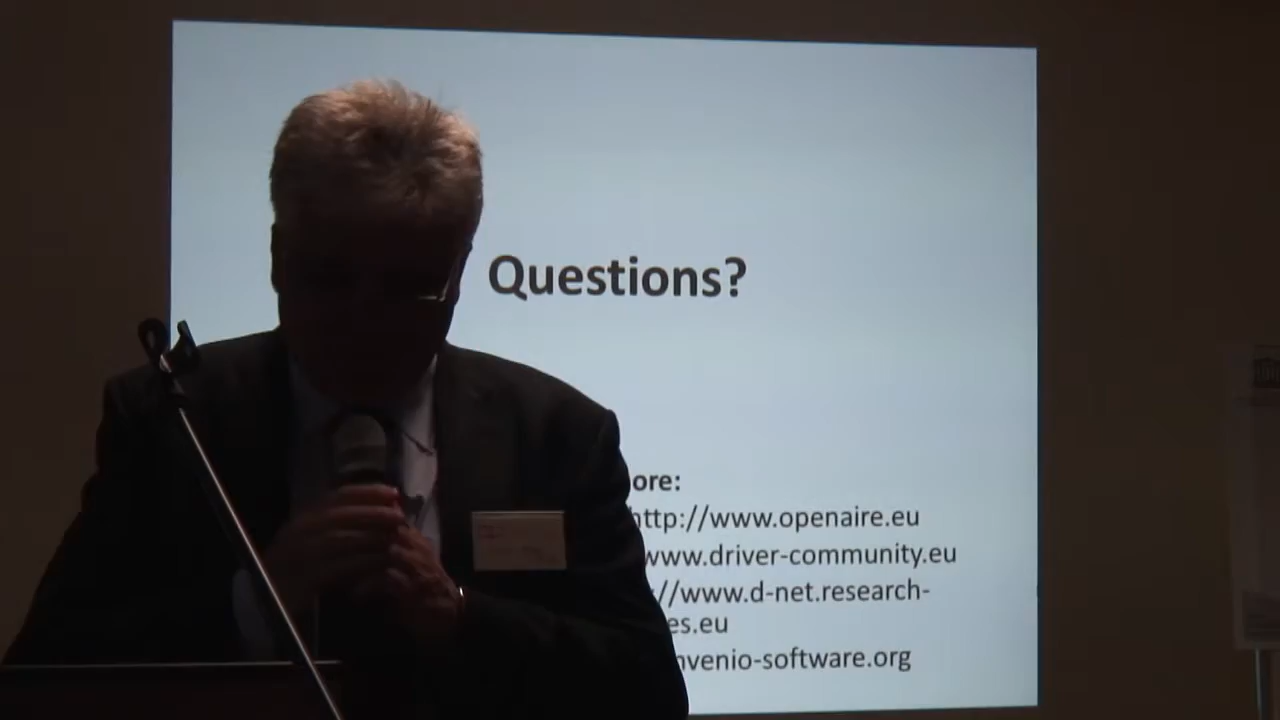 Questions?
ore:
http://www.openaire.eu
www.driver-community.eu
://www.d-net.research-
es.eu
nvenio-software.org